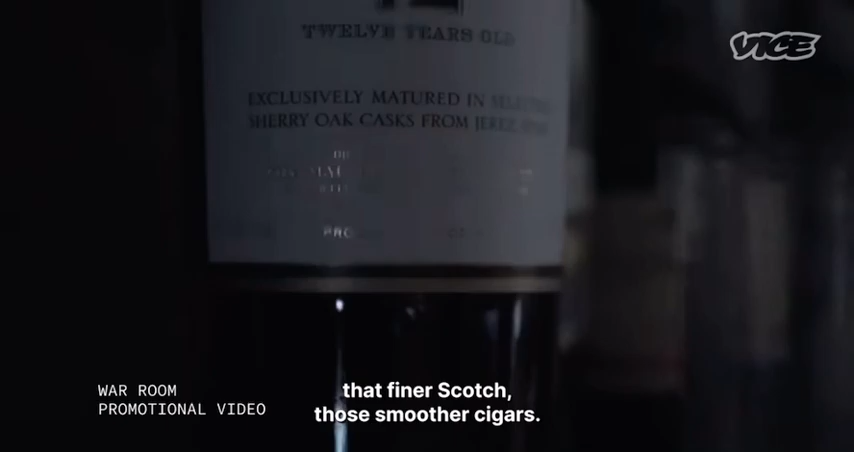 TWELVE YEARS OLD
VICE
EXCLUSIVELY MATURED IN
SHERRY OAK CASKS FROM JEREZ
WAR ROOM
PROMOTIONAL VIDEO
that finer Scotch,
those smoother cigars.